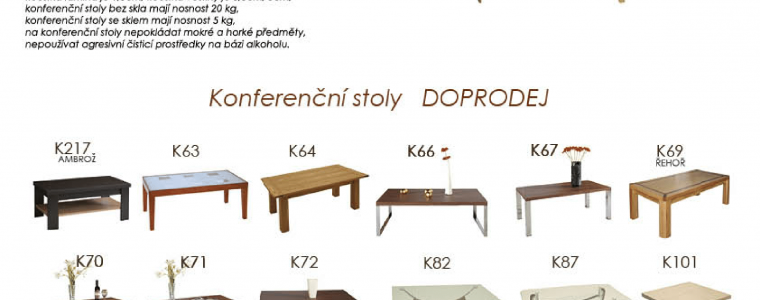 konferenční stoly bez skla mají nosnost 20 kg,
konferenční stoly se skiem mají nosnost 5 kg,
na konferenční stoly nepokládat mokré a horké předměty,
nepoužívat agresivní čisticí prostředky na bázi alkoholu.
Konferenční stoly DOPRODEJ
K217 K63 K64 K66 K67 K69
AMBROŽ ŘEHOŘ
K70 K71 K72 K82 K87 K101